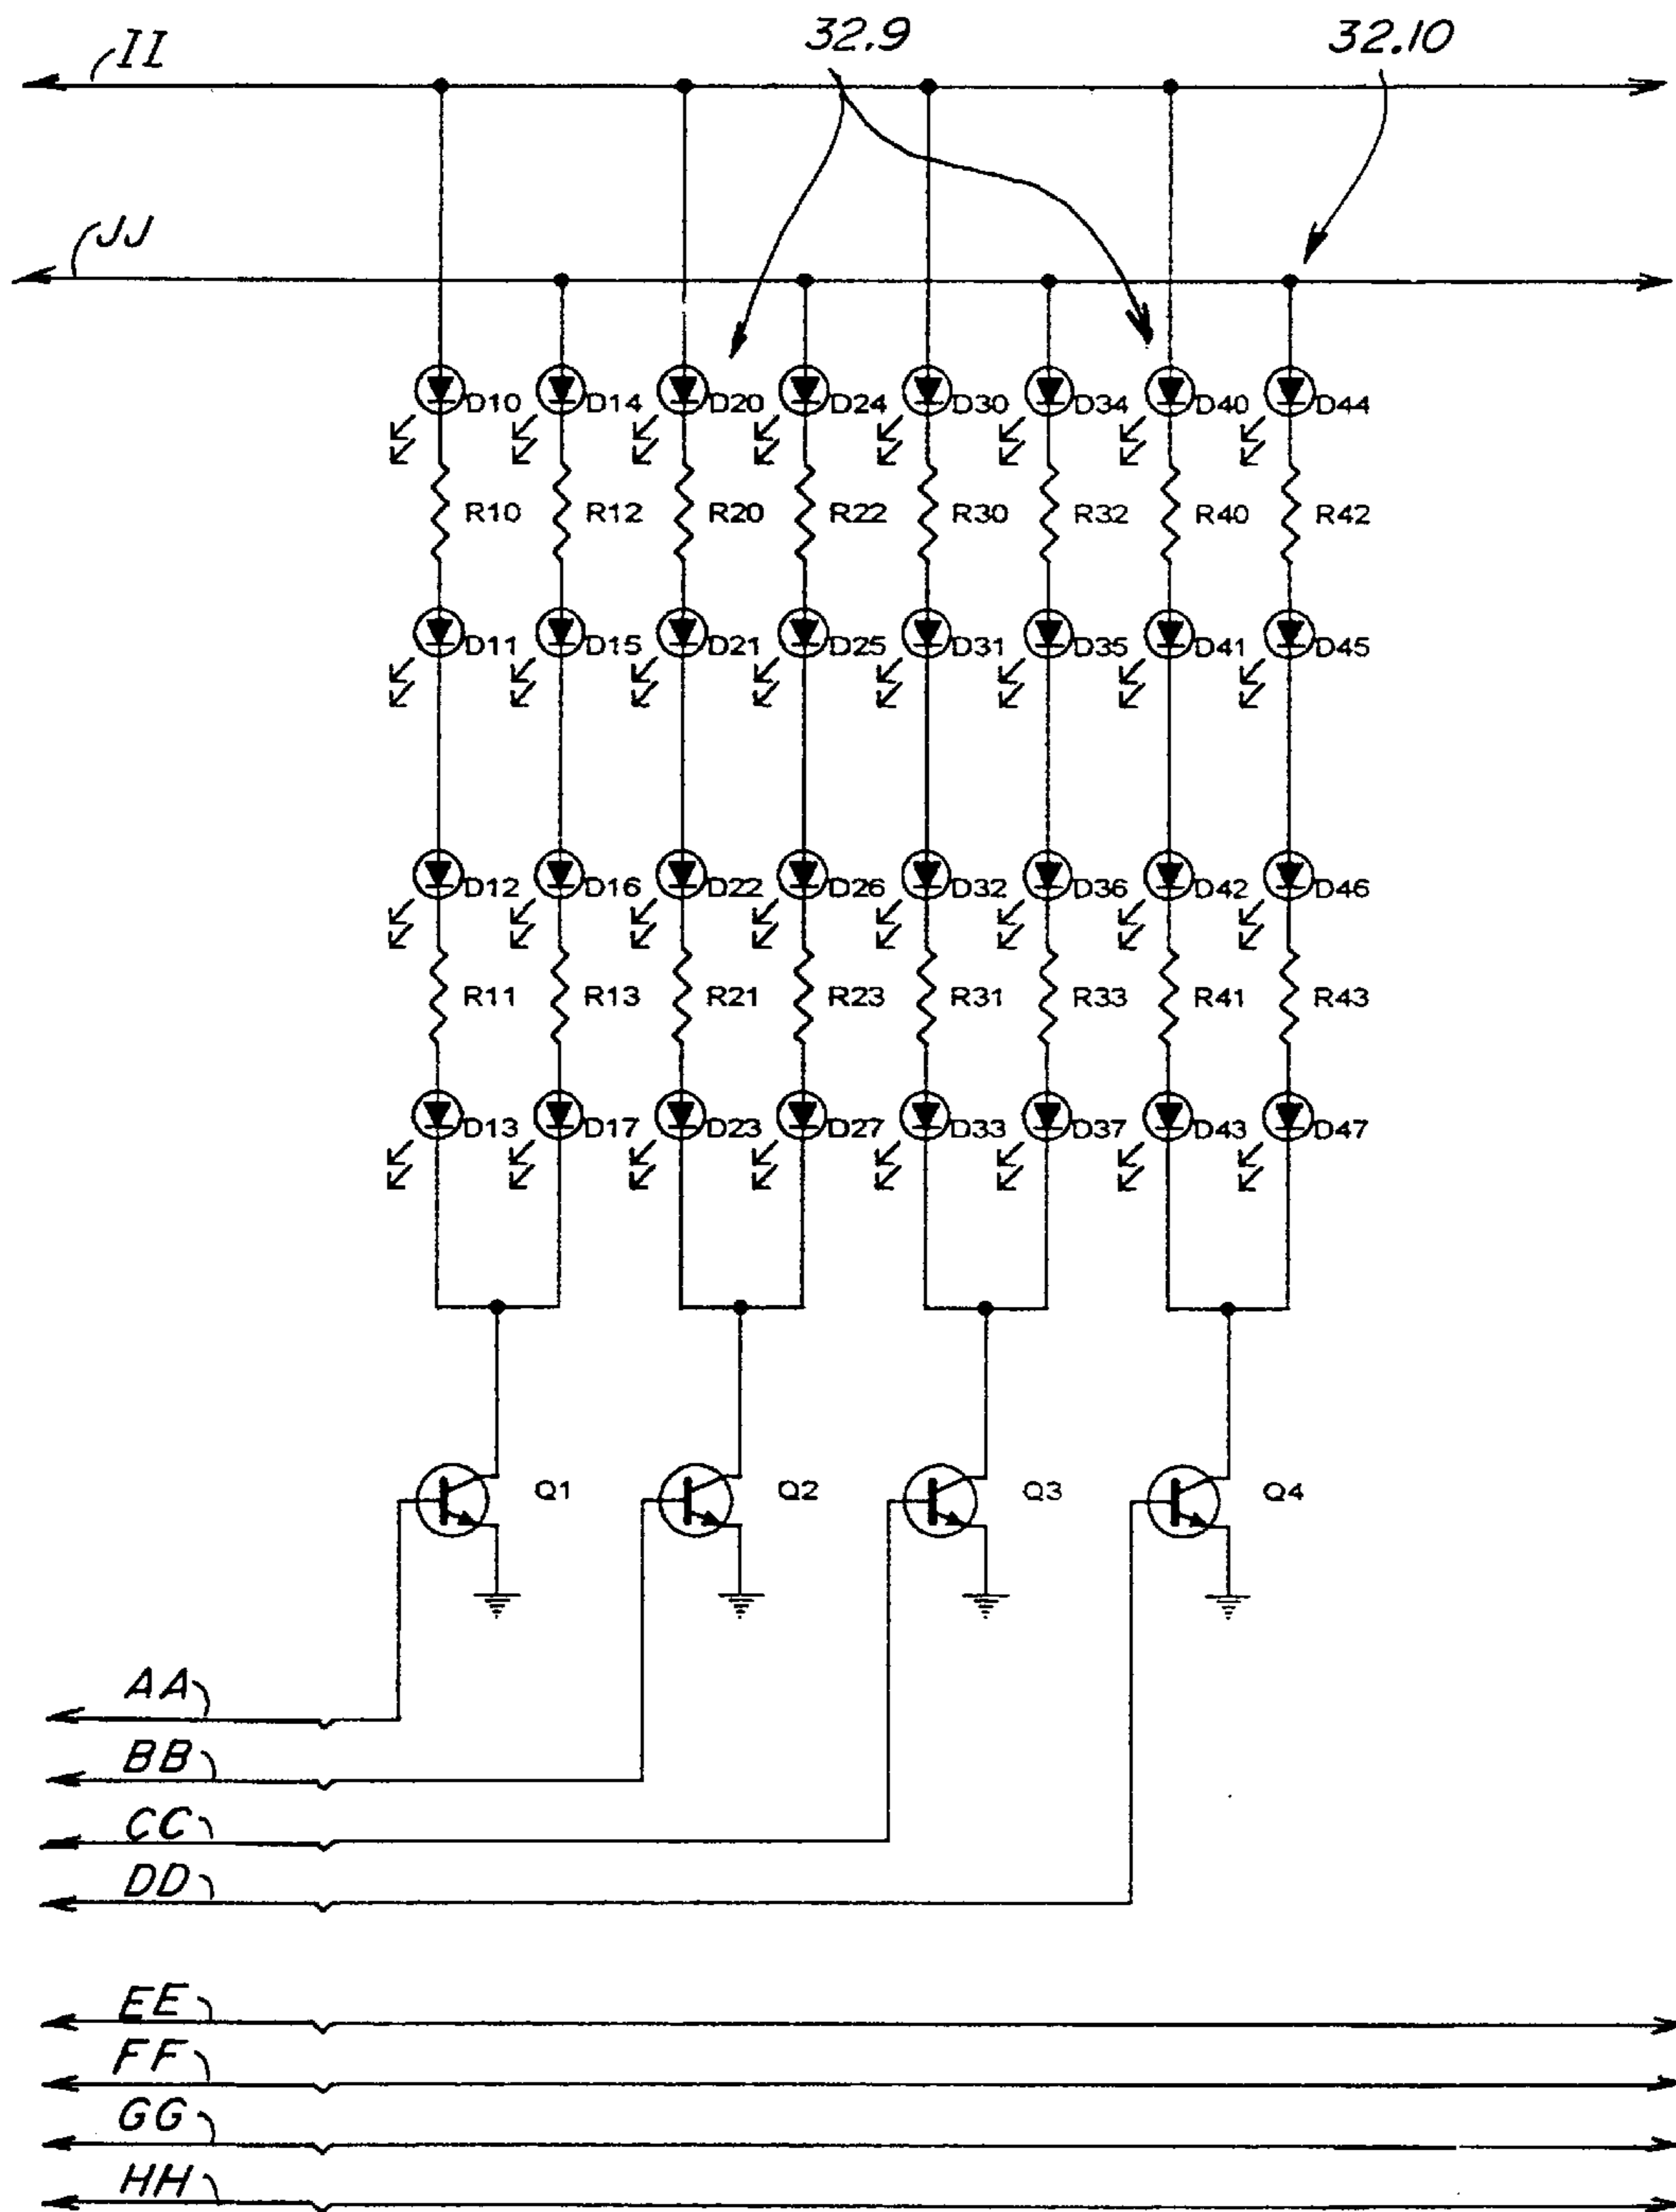 II 32.9 32.10
JJ
D10 D14 D20 D24 D30 D34 D40 D44
R10 R12 R20 R22 R30 R32 R40 R42
D11 D15 D21 D25 D31 D35 D41 D45
D12 D16 D22 D26 D32 D36 D42 D46
R11 R13 R21 R23 R31 R33 R41 R43
D13 D17 D23 D27 D33 D37 D43 D47
Q1 Q2 Q3 Q4
AA
BB
CC
DD
EE
FF
GG
HH